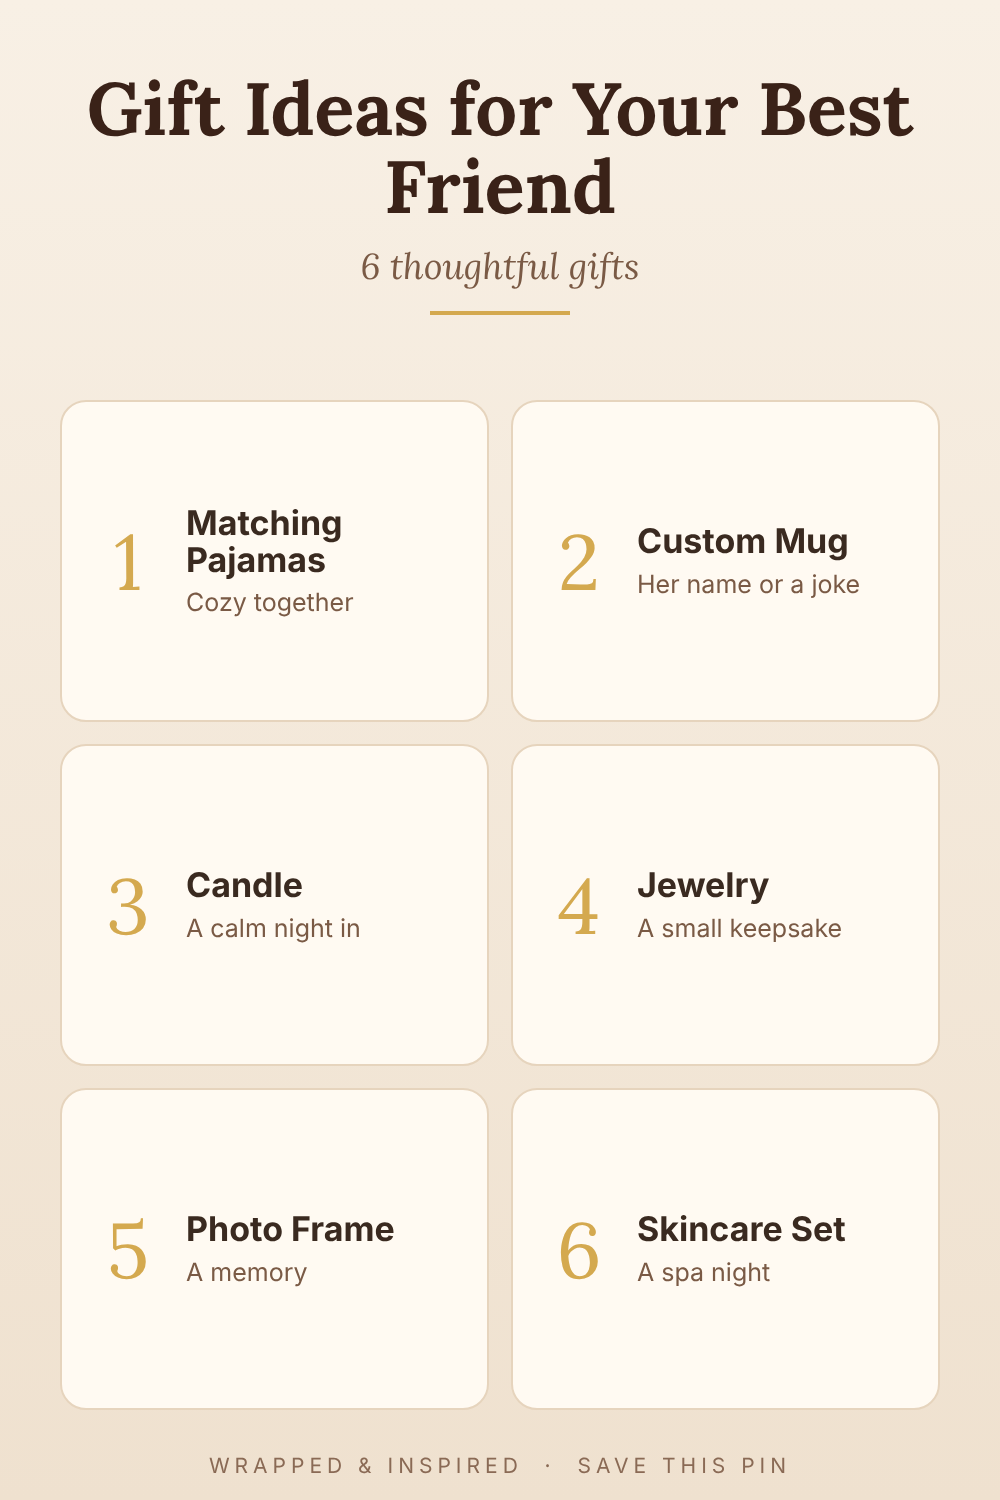 Gift Ideas for Your Best
Friend
6 thoughtful gifts
1
Matching
Pajamas
Cozy together
2
Custom Mug
Her name or a joke
3
Candle
A calm night in
4
Jewelry
A small keepsake
5
Photo Frame
A memory
6
Skincare Set
A spa night
WRAPPED & INSPIRED · SAVE THIS PIN